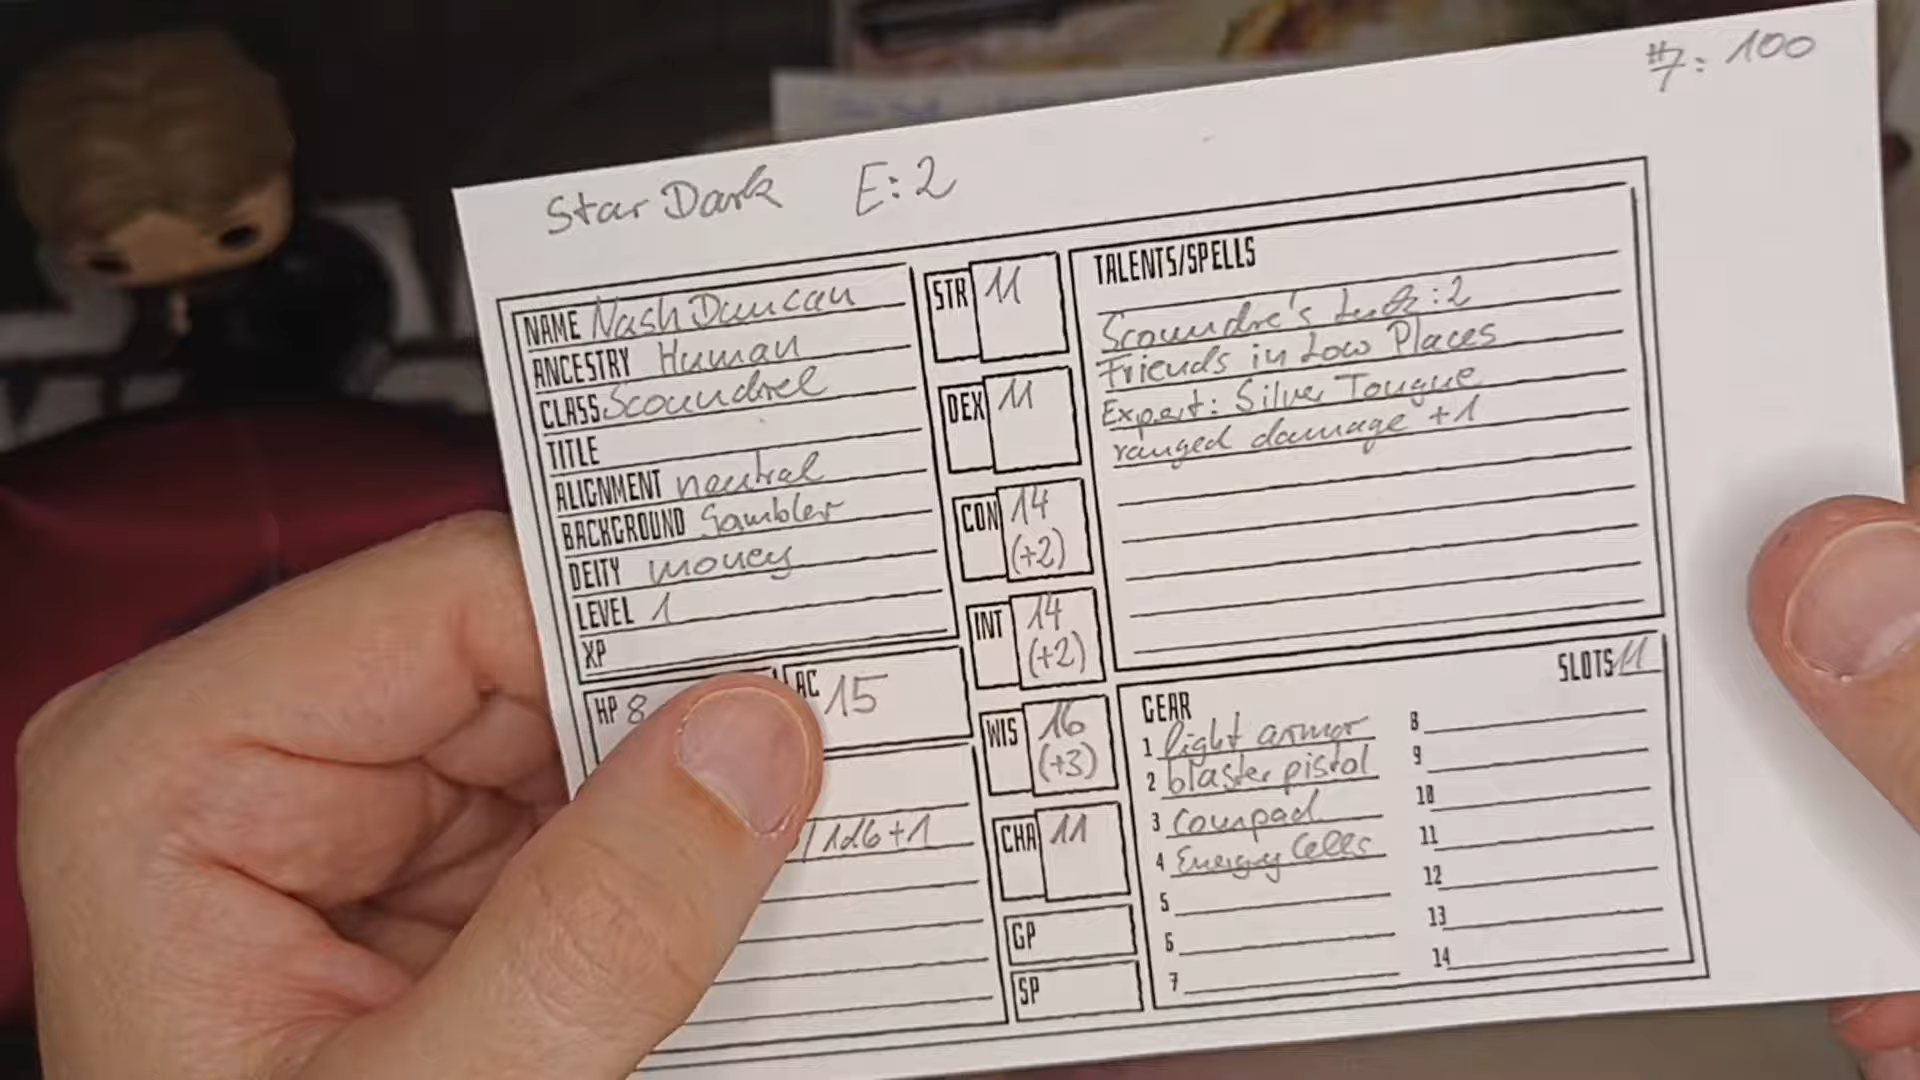 #7: 100
Star Dark E:2
NAME Nash Duncan
ANCESTRY Human
CLASS Scoundrel
TITLE
ALIGNMENT neutral
BACKGROUND Gambler
DEITY money
LEVEL 1
XP
HP 8
AC 15
/1d6+1
STR 11
DEX 11
CON 14
(+2)
INT 14
(+2)
WIS 16
(+3)
CHA 11
GP
SP
TALENTS/SPELLS
Scoundre's Luck:2
Friends in Low Places
Expert: Silver Tongue
ranged damage +1
GEAR
SLOTS 11
1 light armor
2 blaster pistol
3 compad
4 Energy Cells
5
6
7
8
9
10
11
12
13
14